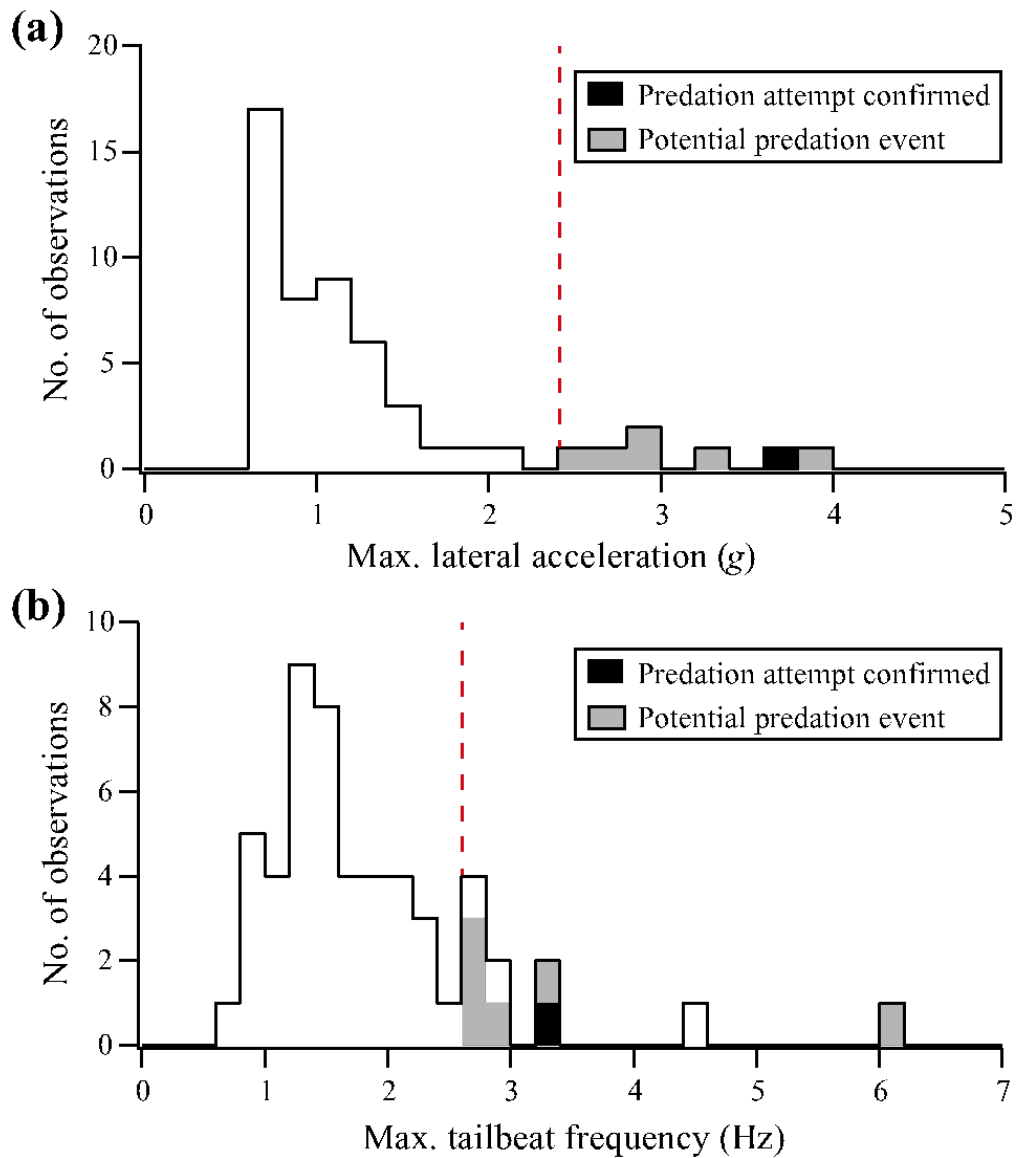 (a)
20
15
10
5
0
No. of observations
Predation attempt confirmed
Potential predation event
0 1 2 3 4 5
Max. lateral acceleration (g)
(b)
10
8
6
4
2
0
No. of observations
Predation attempt confirmed
Potential predation event
0 1 2 3 4 5 6 7
Max. tailbeat frequency (Hz)